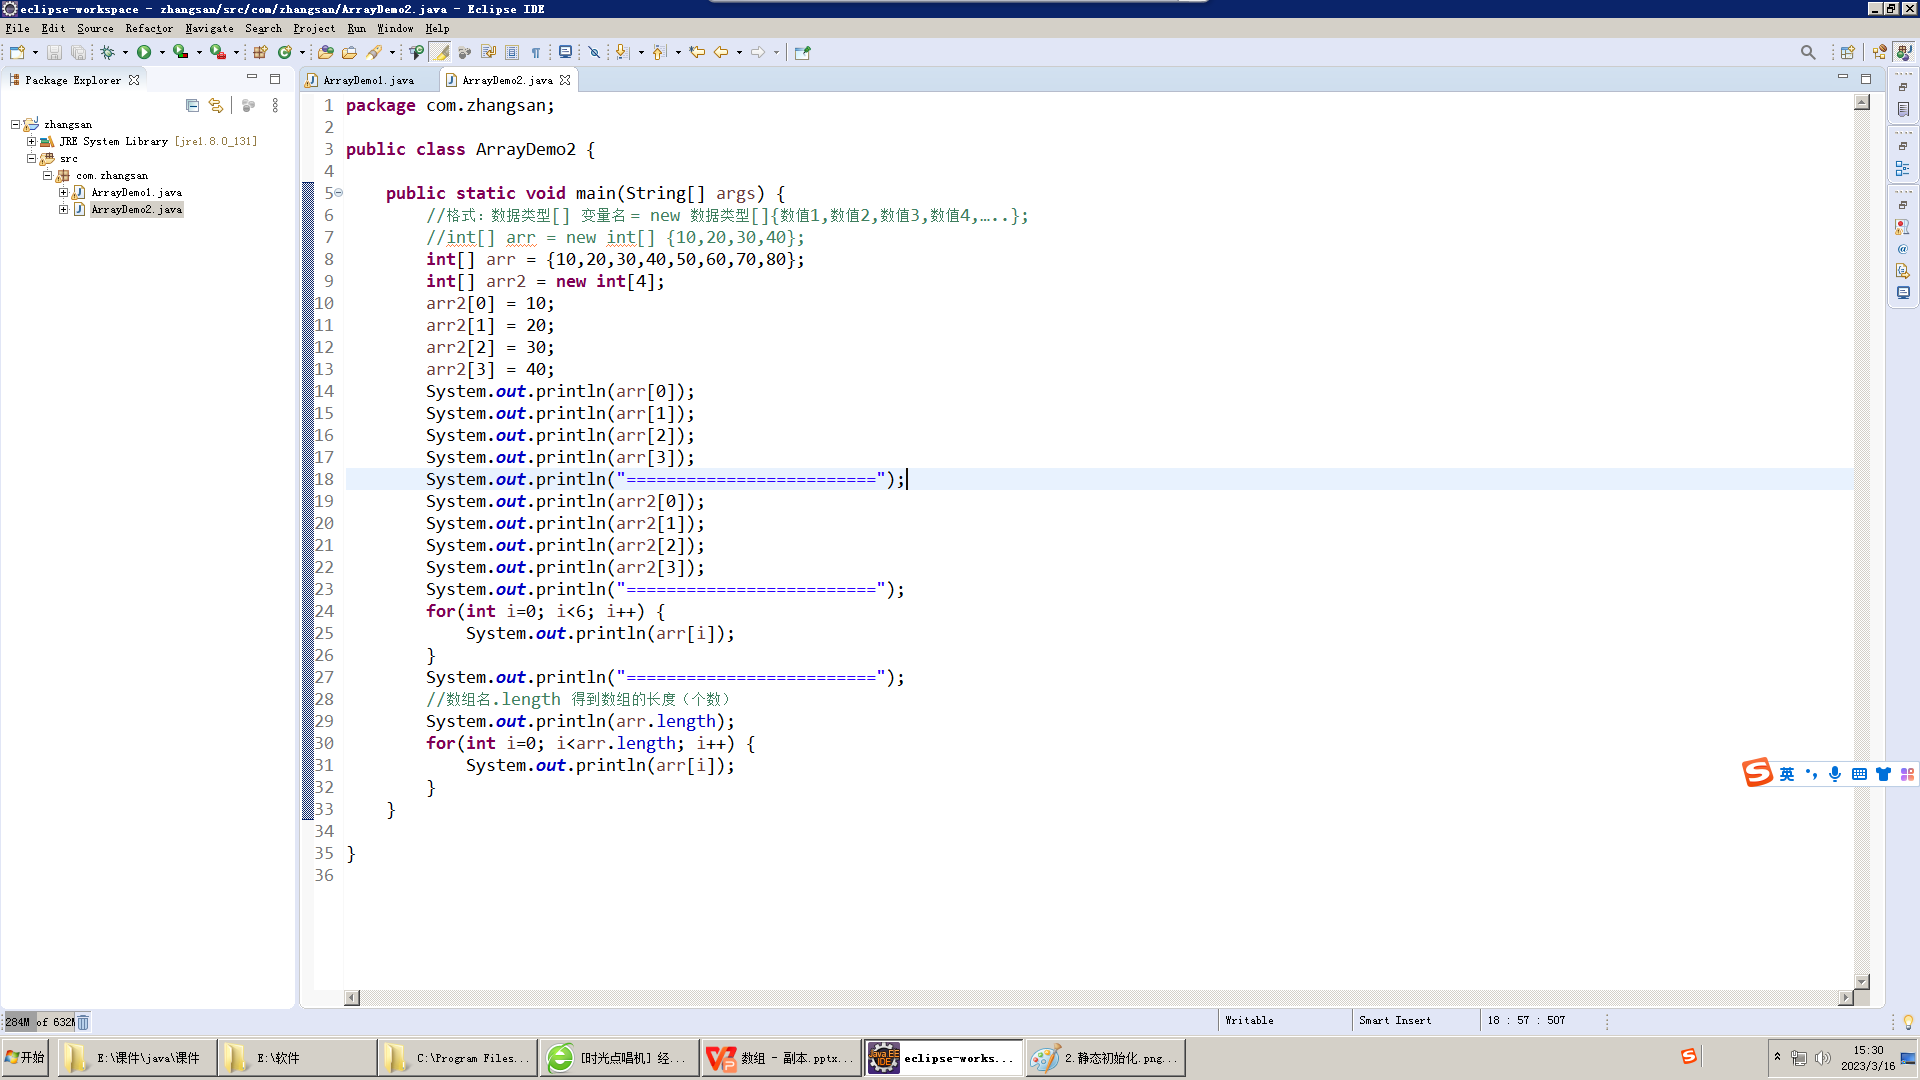 eclipse-workspace - zhangsan/src/com/zhangsan/ArrayDemo2.java - Eclipse IDE
File Edit Source Refactor Navigate Search Project Run Window Help
Package Explorer
ArrayDemo1.java
ArrayDemo2.java
zhangsan
JRE System Library [jre1.8.0_131]
src
com.zhangsan
ArrayDemo1.java
ArrayDemo2.java
1 package com.zhangsan;
2
3 public class ArrayDemo2 {
4
5 public static void main(String[] args) {
6 //格式：数据类型[] 变量名 = new 数据类型[]{数值1,数值2,数值3,数值4,…..};
7 //int[] arr = new int[] {10,20,30,40};
8 int[] arr = {10,20,30,40,50,60,70,80};
9 int[] arr2 = new int[4];
10 arr2[0] = 10;
11 arr2[1] = 20;
12 arr2[2] = 30;
13 arr2[3] = 40;
14 System.out.println(arr[0]);
15 System.out.println(arr[1]);
16 System.out.println(arr[2]);
17 System.out.println(arr[3]);
18 System.out.println("=========================");
19 System.out.println(arr2[0]);
20 System.out.println(arr2[1]);
21 System.out.println(arr2[2]);
22 System.out.println(arr2[3]);
23 System.out.println("=========================");
24 for(int i=0; i<6; i++) {
25 System.out.println(arr[i]);
26 }
27 System.out.println("=========================");
28 //数组名.length 得到数组的长度（个数）
29 System.out.println(arr.length);
30 for(int i=0; i<arr.length; i++) {
31 System.out.println(arr[i]);
32 }
33 }
34
35 }
36
英
284M of 632M
Writable
Smart Insert
18 : 57 : 507
开始
E:\课件\java\课件
E:\软件
C:\Program Files...
[时光点唱机] 经...
数组 - 副本.pptx...
eclipse-works...
2.静态初始化.png...
15:30
2023/3/16